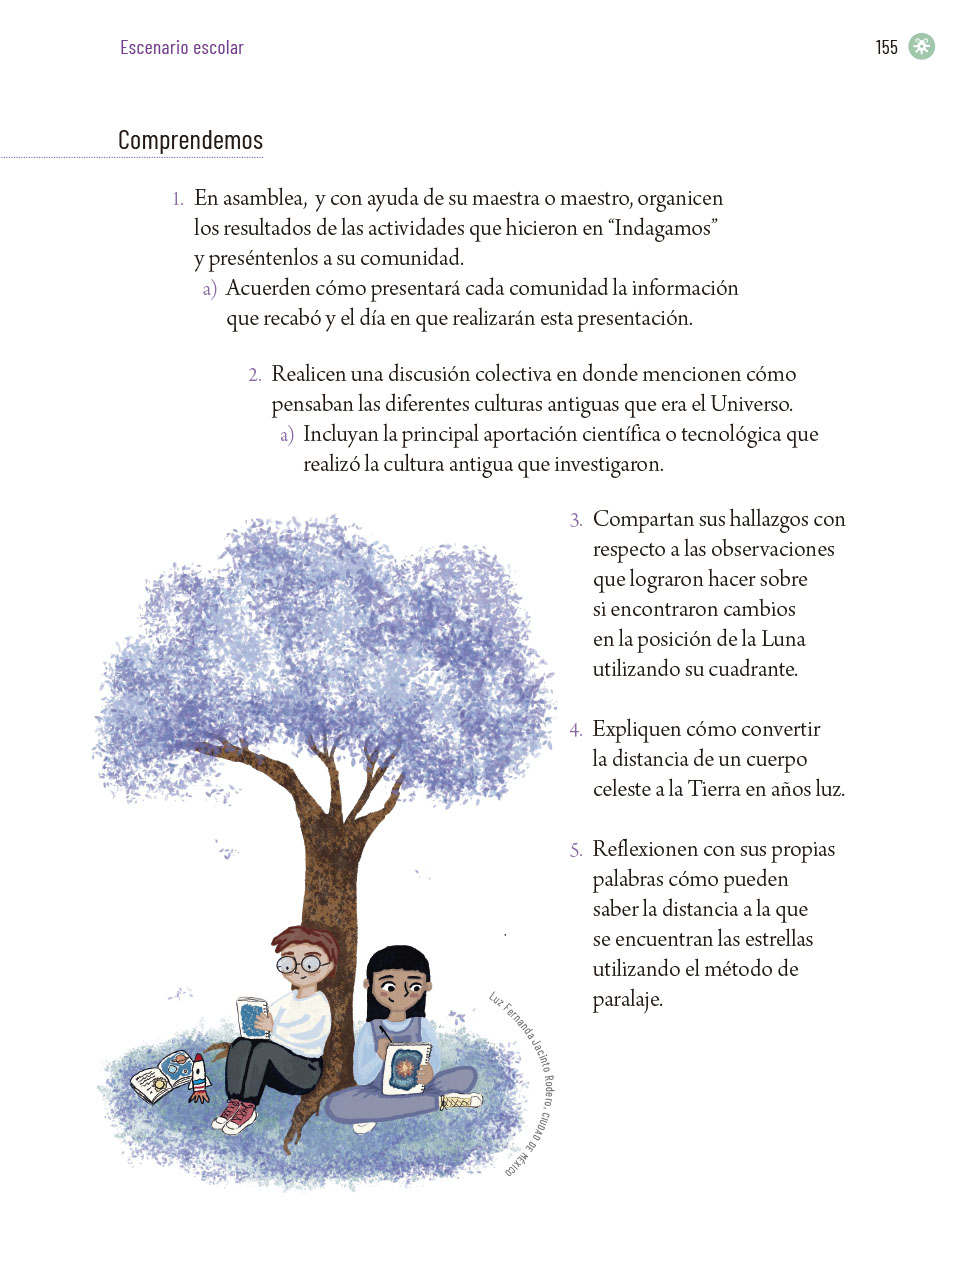 Escenario escolar
155
Comprendemos
1. En asamblea, y con ayuda de su maestra o maestro, organicen
los resultados de las actividades que hicieron en “Indagamos”
y preséntenlos a su comunidad.
a) Acuerden cómo presentará cada comunidad la información
que recabó y el día en que realizarán esta presentación.
2. Realicen una discusión colectiva en donde mencionen cómo
pensaban las diferentes culturas antiguas que era el Universo.
a) Incluyan la principal aportación científica o tecnológica que
realizó la cultura antigua que investigaron.
3. Compartan sus hallazgos con
respecto a las observaciones
que lograron hacer sobre
si encontraron cambios
en la posición de la Luna
utilizando su cuadrante.
4. Expliquen cómo convertir
la distancia de un cuerpo
celeste a la Tierra en años luz.
5. Reflexionen con sus propias
palabras cómo pueden
saber la distancia a la que
se encuentran las estrellas
utilizando el método de
paralaje.
Luz Fernanda Jacinto Rodero, CIUDAD DE MÉXICO